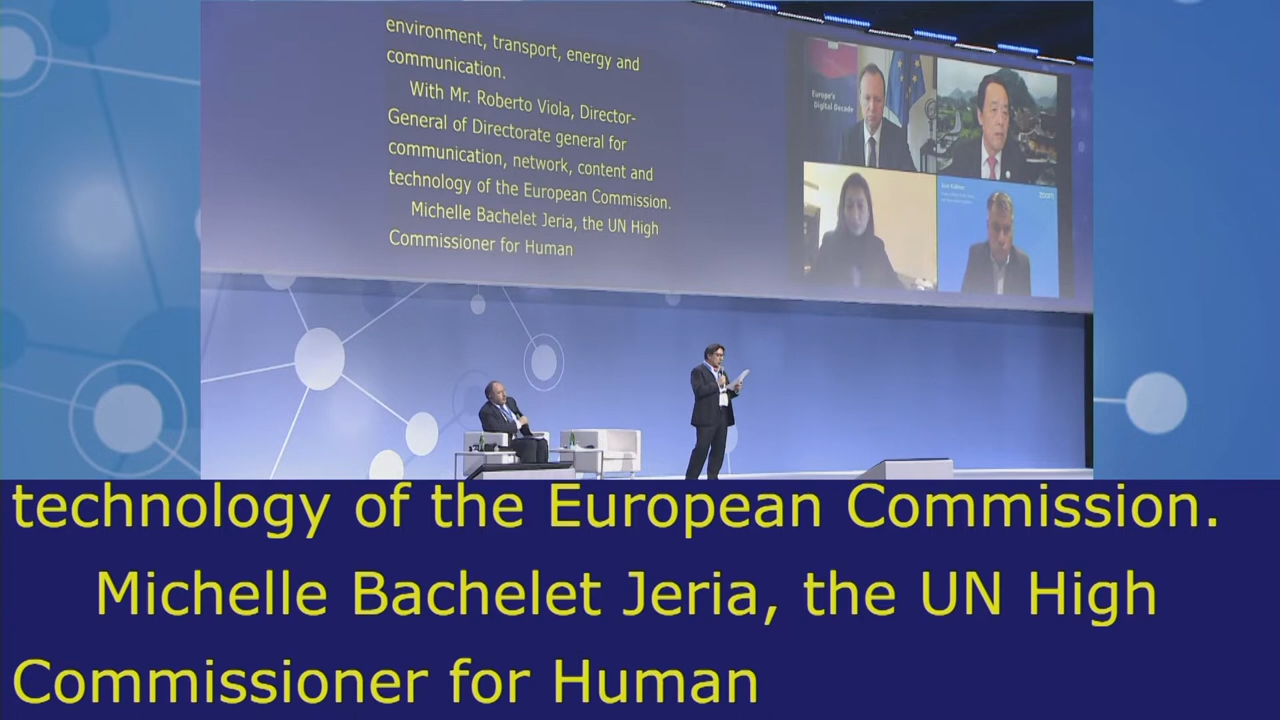 environment, transport, energy and
communication.
With Mr. Roberto Viola, Director-
General of Directorate general for
communication, network, content and
technology of the European Commission.
Michelle Bachelet Jeria, the UN High
Commissioner for Human
Europe's
Digital Decade
zoom
technology of the European Commission.
Michelle Bachelet Jeria, the UN High
Commissioner for Human